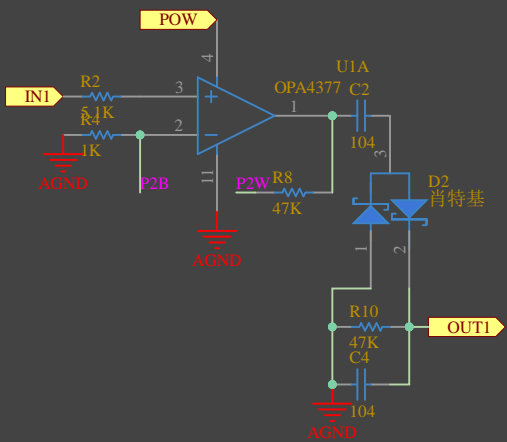 POW
4
U1A
R2
OPA4377
C2
IN1
3
1
5.1K
R4
2
104
1K
3
AGND
P2B
11
P2W
R8
47K
D2
肖特基
AGND
1
2
R10
OUT1
47K
C4
104
AGND